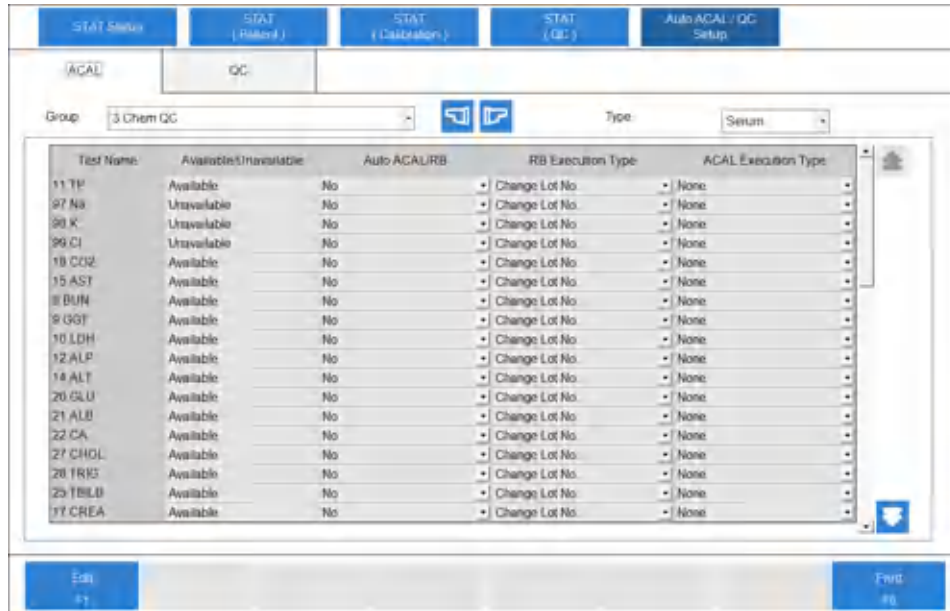 STAT Status
STAT
( Patient )
STAT
( Calibration )
STAT
( QC )
Auto ACAL / QC
Setup
ACAL
QC
Group
3 Chem QC
Type
Serum
Test Name Available/Unavailable Auto ACAL/RB RB Execution Type ACAL Execution Type
11 TP Available No Change Lot No. None
97 Na Unavailable No Change Lot No. None
98 K Unavailable No Change Lot No. None
99 Cl Unavailable No Change Lot No. None
18 CO2 Available No Change Lot No. None
15 AST Available No Change Lot No. None
8 BUN Available No Change Lot No. None
9 GGT Available No Change Lot No. None
10 LDH Available No Change Lot No. None
12 ALP Available No Change Lot No. None
14 ALT Available No Change Lot No. None
20 GLU Available No Change Lot No. None
21 ALB Available No Change Lot No. None
22 CA Available No Change Lot No. None
27 CHOL Available No Change Lot No. None
28 TRIG Available No Change Lot No. None
25 TBILB Available No Change Lot No. None
17 CREA Available No Change Lot No. None
Edit
F1
Print